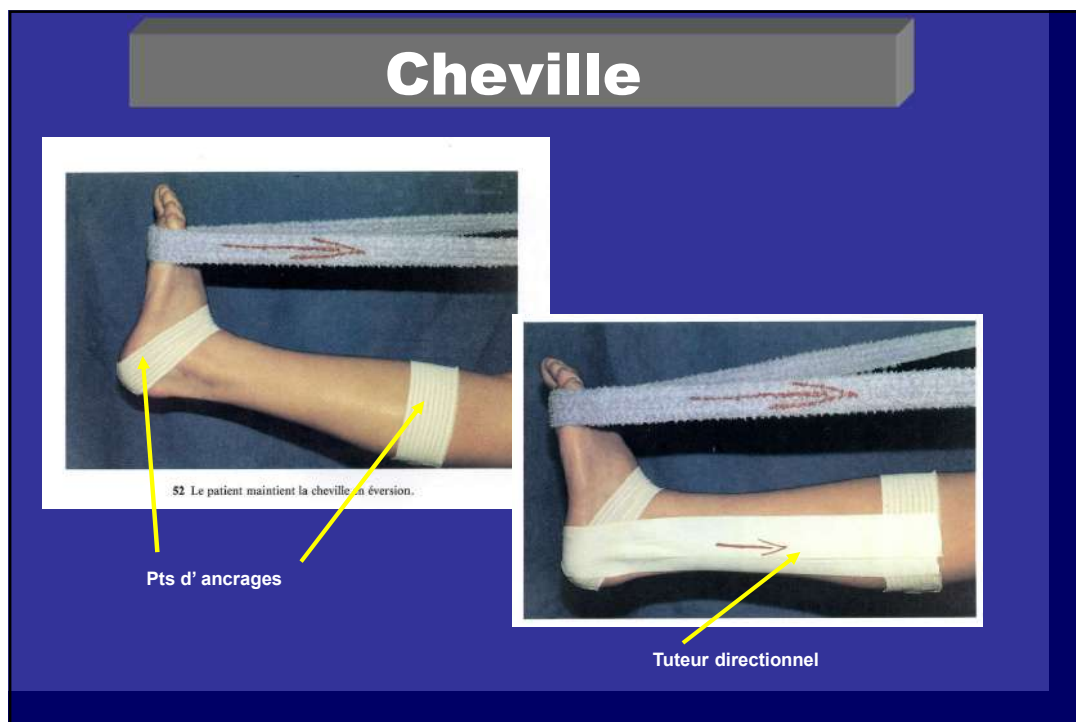 Cheville
52 Le patient maintient la cheville en éversion.
Pts d’ ancrages
Tuteur directionnel